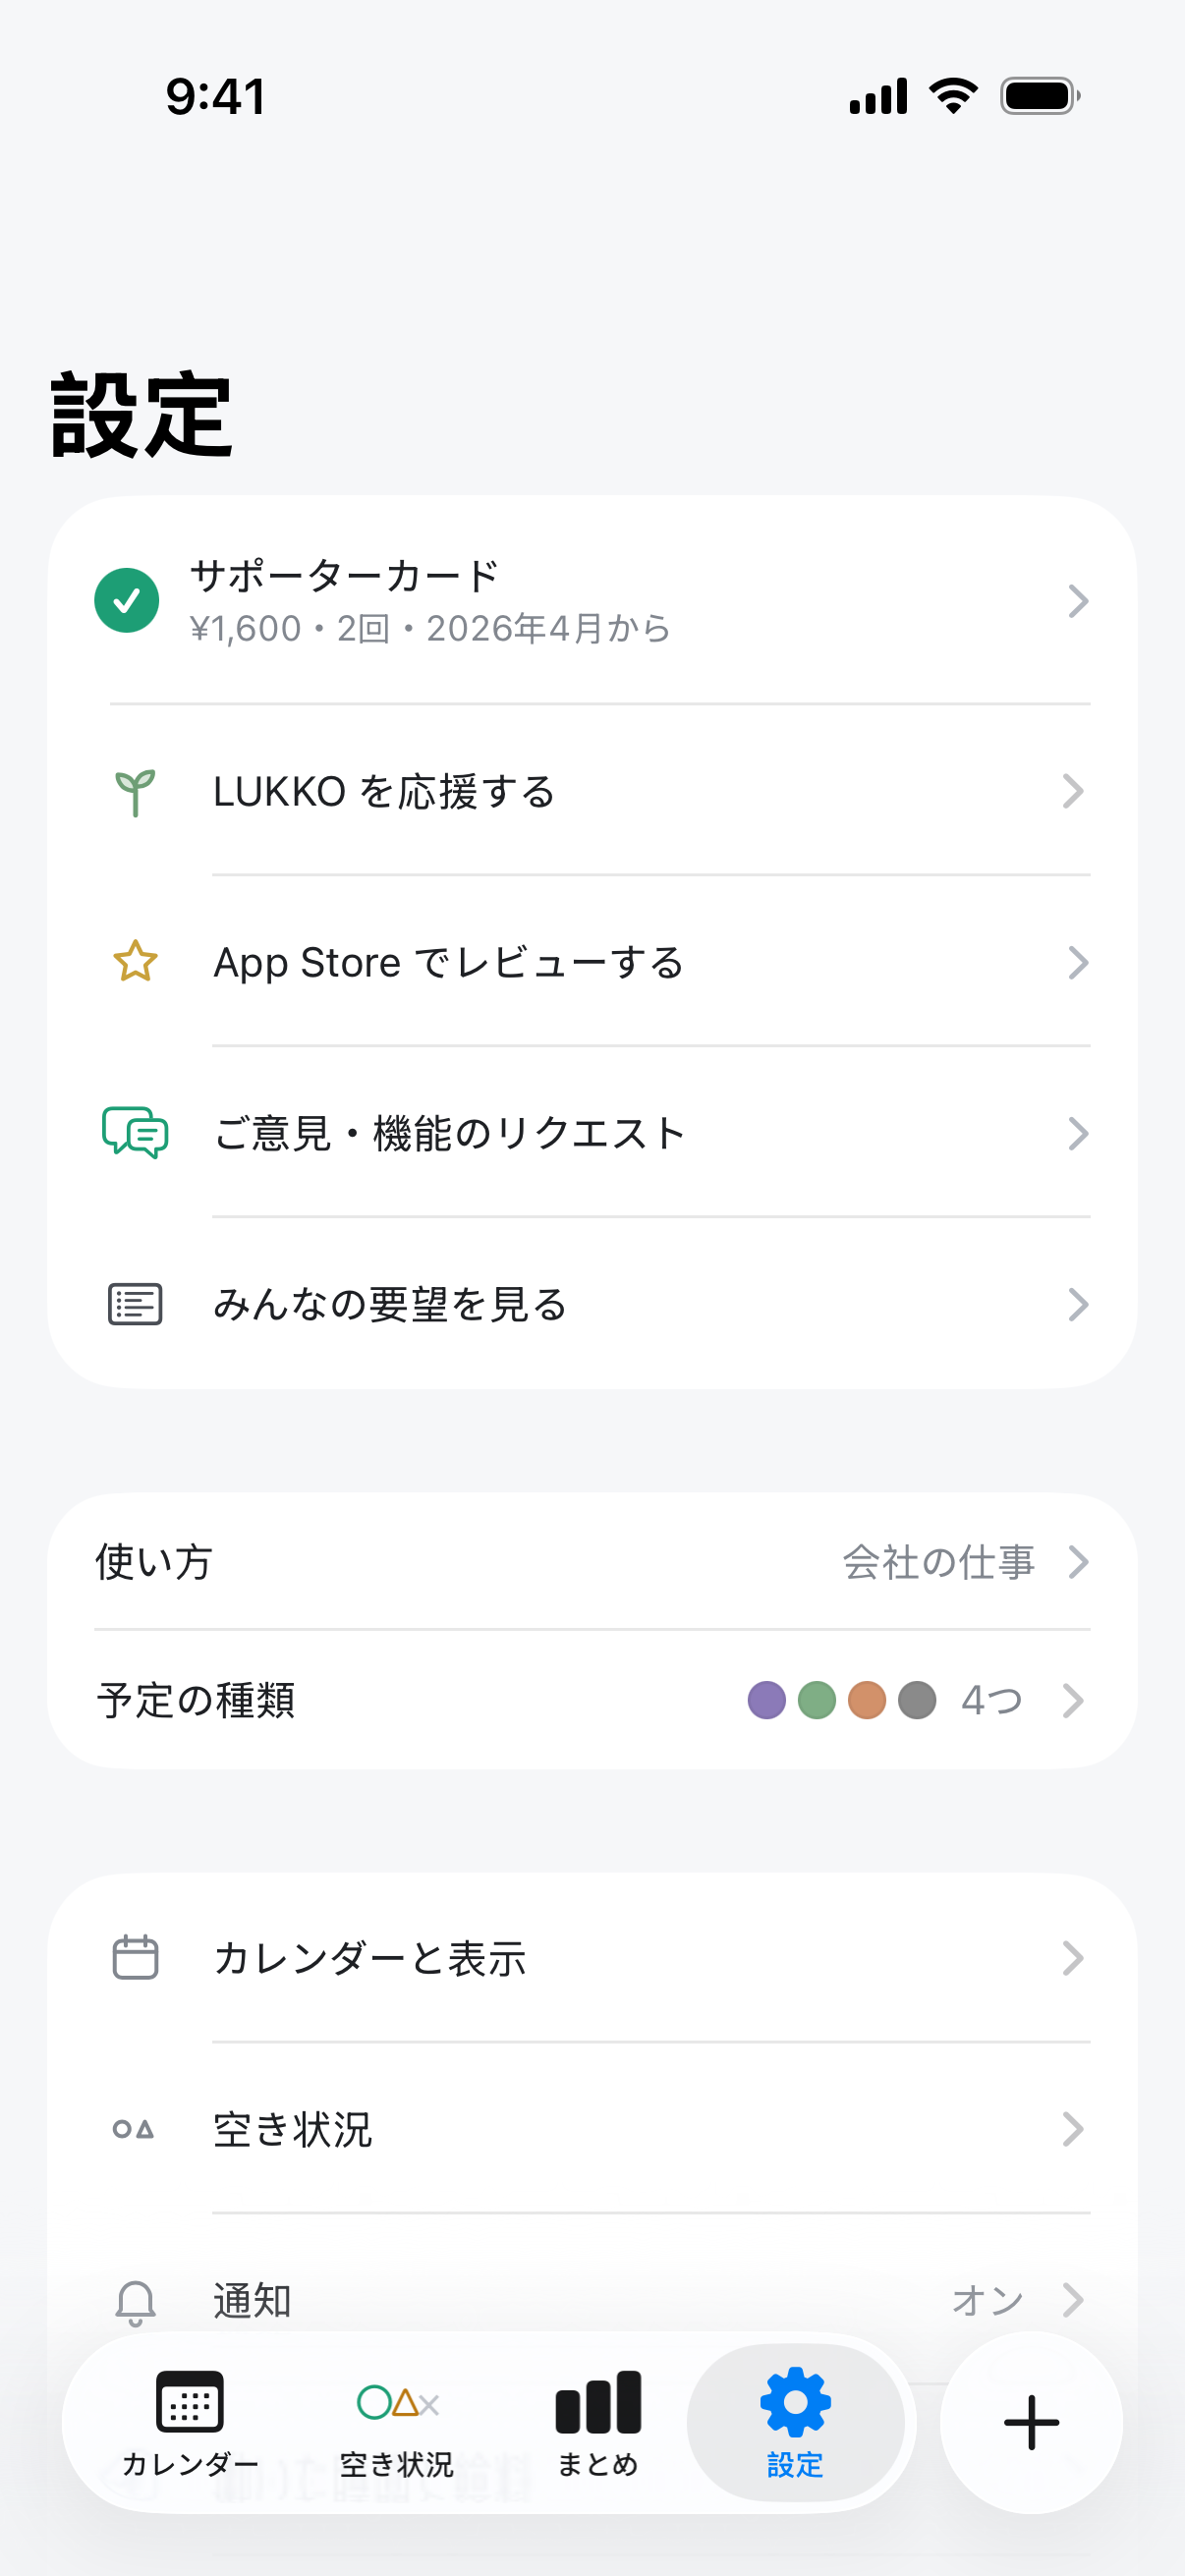 9:41
設定
サポーターカード
¥1,600・2回・2026年4月から
LUKKO を応援する
App Store でレビューする
ご意見・機能のリクエスト
みんなの要望を見る
使い方 会社の仕事
予定の種類 4つ
カレンダーと表示
空き状況
通知 オン
カレンダー 空き状況 まとめ 設定